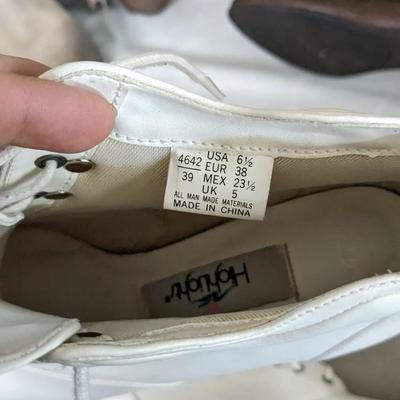 4642
39
USA 6½
EUR 38
MEX 23½
UK 5
ALL MAN MADE MATERIALS
MADE IN CHINA
HighLights